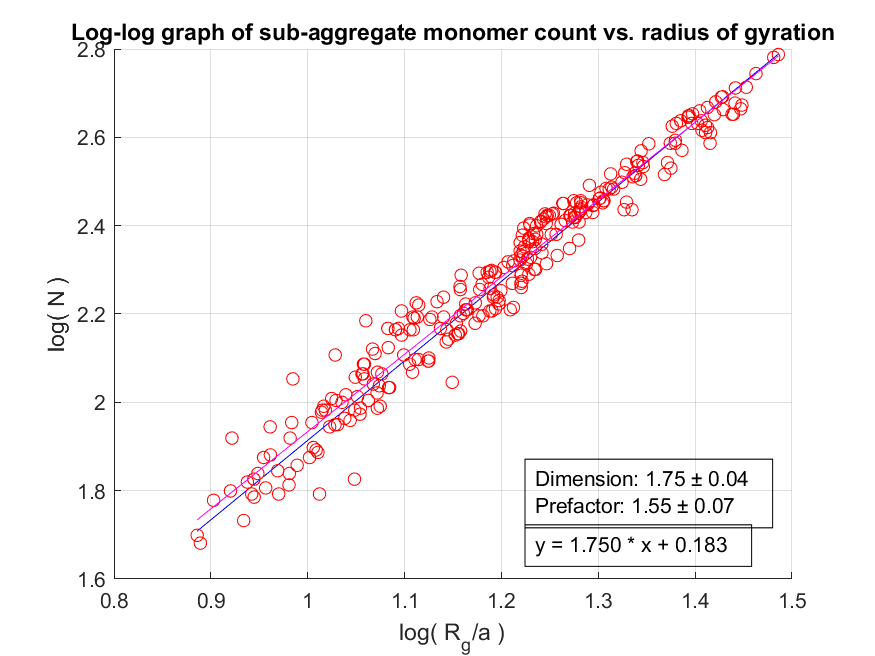 Log-log graph of sub-aggregate monomer count vs. radius of gyration
2.8
2.6
2.4
2.2
2
1.8
1.6
log( N )
Dimension: 1.75 ± 0.04
Prefactor: 1.55 ± 0.07
y = 1.750 * x + 0.183
0.8 0.9 1 1.1 1.2 1.3 1.4 1.5
log( R_g/a )